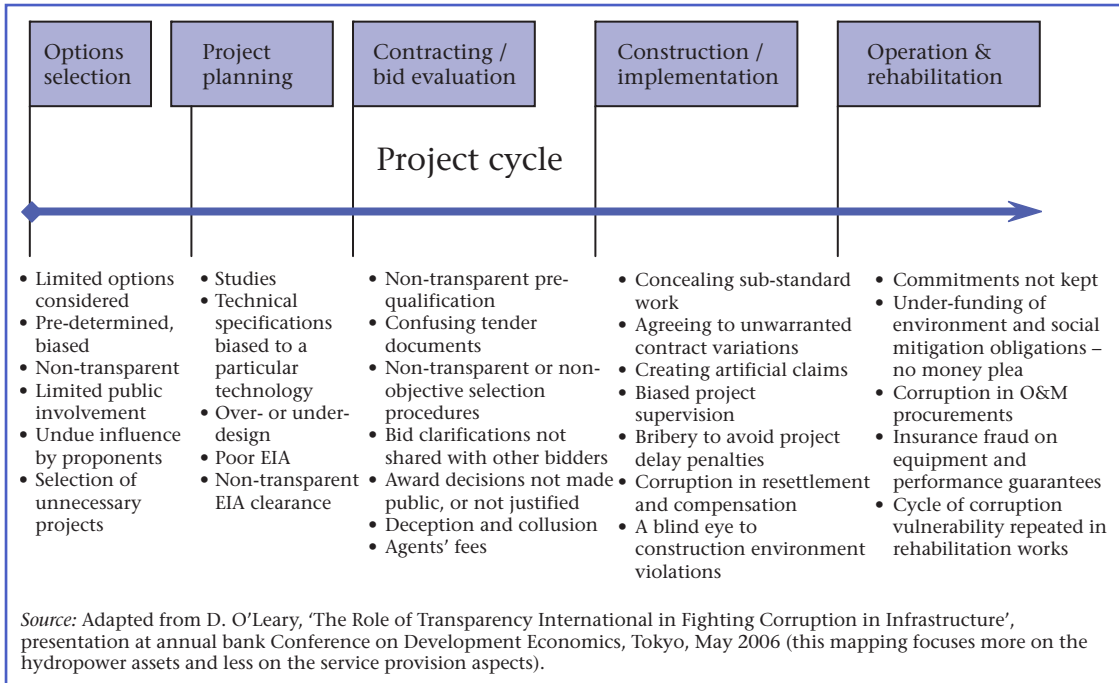 Options
selection
Project
planning
Contracting /
bid evaluation
Construction /
implementation
Operation &
rehabilitation
Project cycle
• Limited options
considered
• Pre-determined,
biased
• Non-transparent
• Limited public
involvement
• Undue influence
by proponents
• Selection of
unnecessary
projects
• Studies
• Technical
specifications
biased to a
particular
technology
• Over- or under-
design
• Poor EIA
• Non-transparent
EIA clearance
• Non-transparent pre-
qualification
• Confusing tender
documents
• Non-transparent or non-
objective selection
procedures
• Bid clarifications not
shared with other bidders
• Award decisions not made
public, or not justified
• Deception and collusion
• Agents’ fees
• Concealing sub-standard
work
• Agreeing to unwarranted
contract variations
• Creating artificial claims
• Biased project
supervision
• Bribery to avoid project
delay penalties
• Corruption in resettlement
and compensation
• A blind eye to
construction environment
violations
• Commitments not kept
• Under-funding of
environment and social
mitigation obligations –
no money plea
• Corruption in O&M
procurements
• Insurance fraud on
equipment and
performance guarantees
• Cycle of corruption
vulnerability repeated in
rehabilitation works
Source: Adapted from D. O’Leary, ‘The Role of Transparency International in Fighting Corruption in Infrastructure’,
presentation at annual bank Conference on Development Economics, Tokyo, May 2006 (this mapping focuses more on the
hydropower assets and less on the service provision aspects).